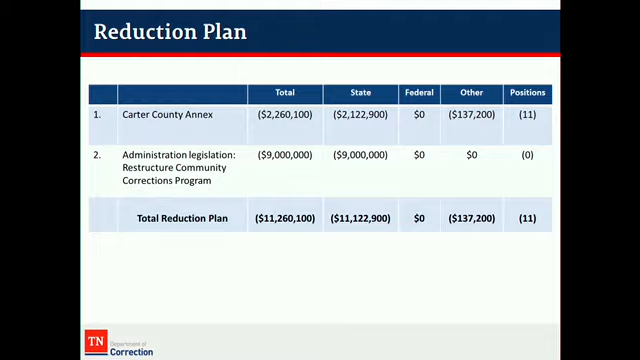 Reduction Plan
Total State Federal Other Positions
1. Carter County Annex ($2,260,100) ($2,122,900) $0 ($137,200) (11)
2. Administration legislation: ($9,000,000) ($9,000,000) $0 $0 (0)
Restructure Community
Corrections Program
Total Reduction Plan ($11,260,100) ($11,122,900) $0 ($137,200) (11)
TN
Department of
Correction